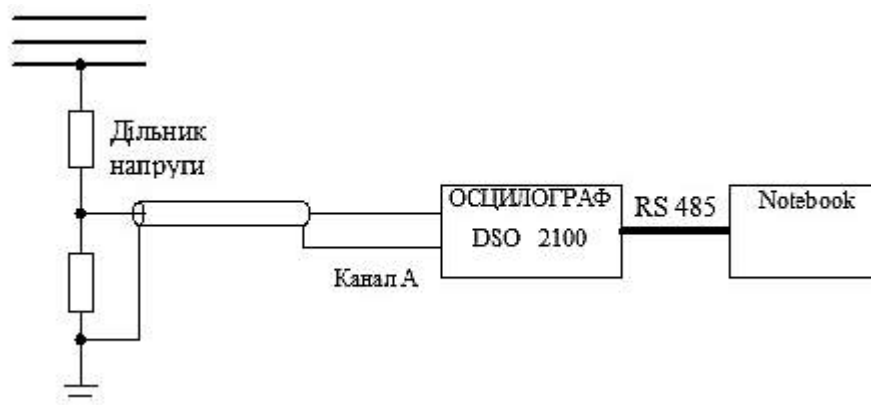 Дільник
напруги
ОСЦИЛОГРАФ
DSO 2100
RS 485
Notebook
Канал А